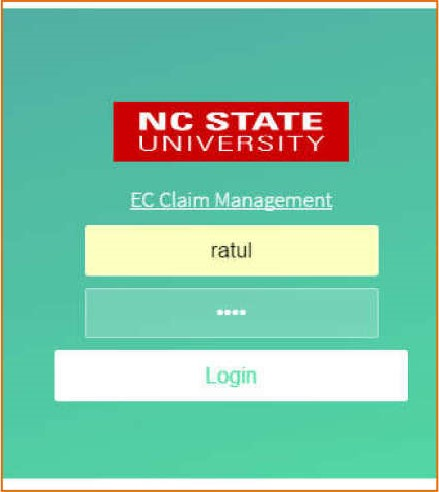 NC STATE
UNIVERSITY
EC Claim Management
ratul
••••
Login